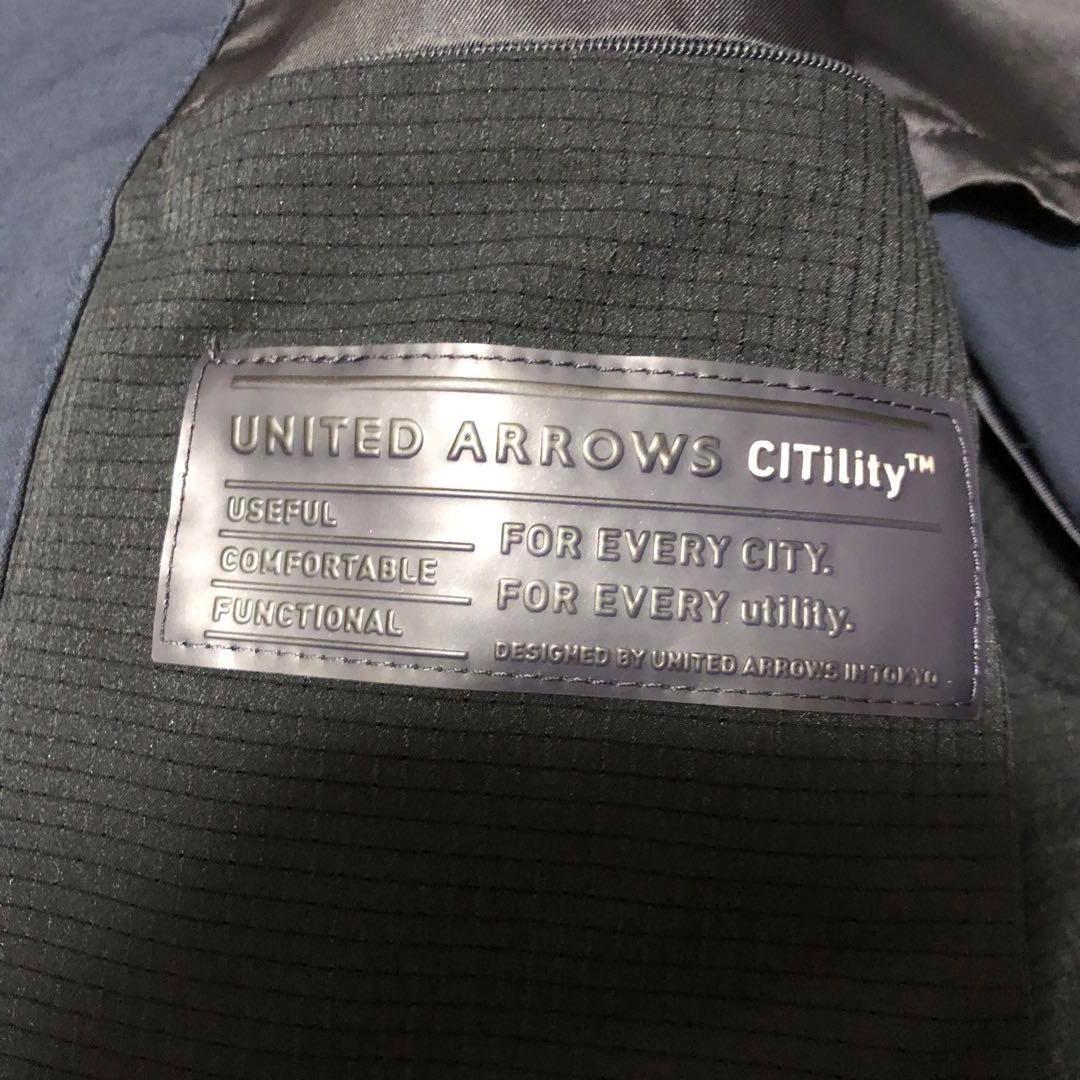 UNITED ARROWS CITility™
USEFUL
COMFORTABLE
FUNCTIONAL
FOR EVERY CITY.
FOR EVERY utility.
DESIGNED BY UNITED ARROWS IN TOKYO